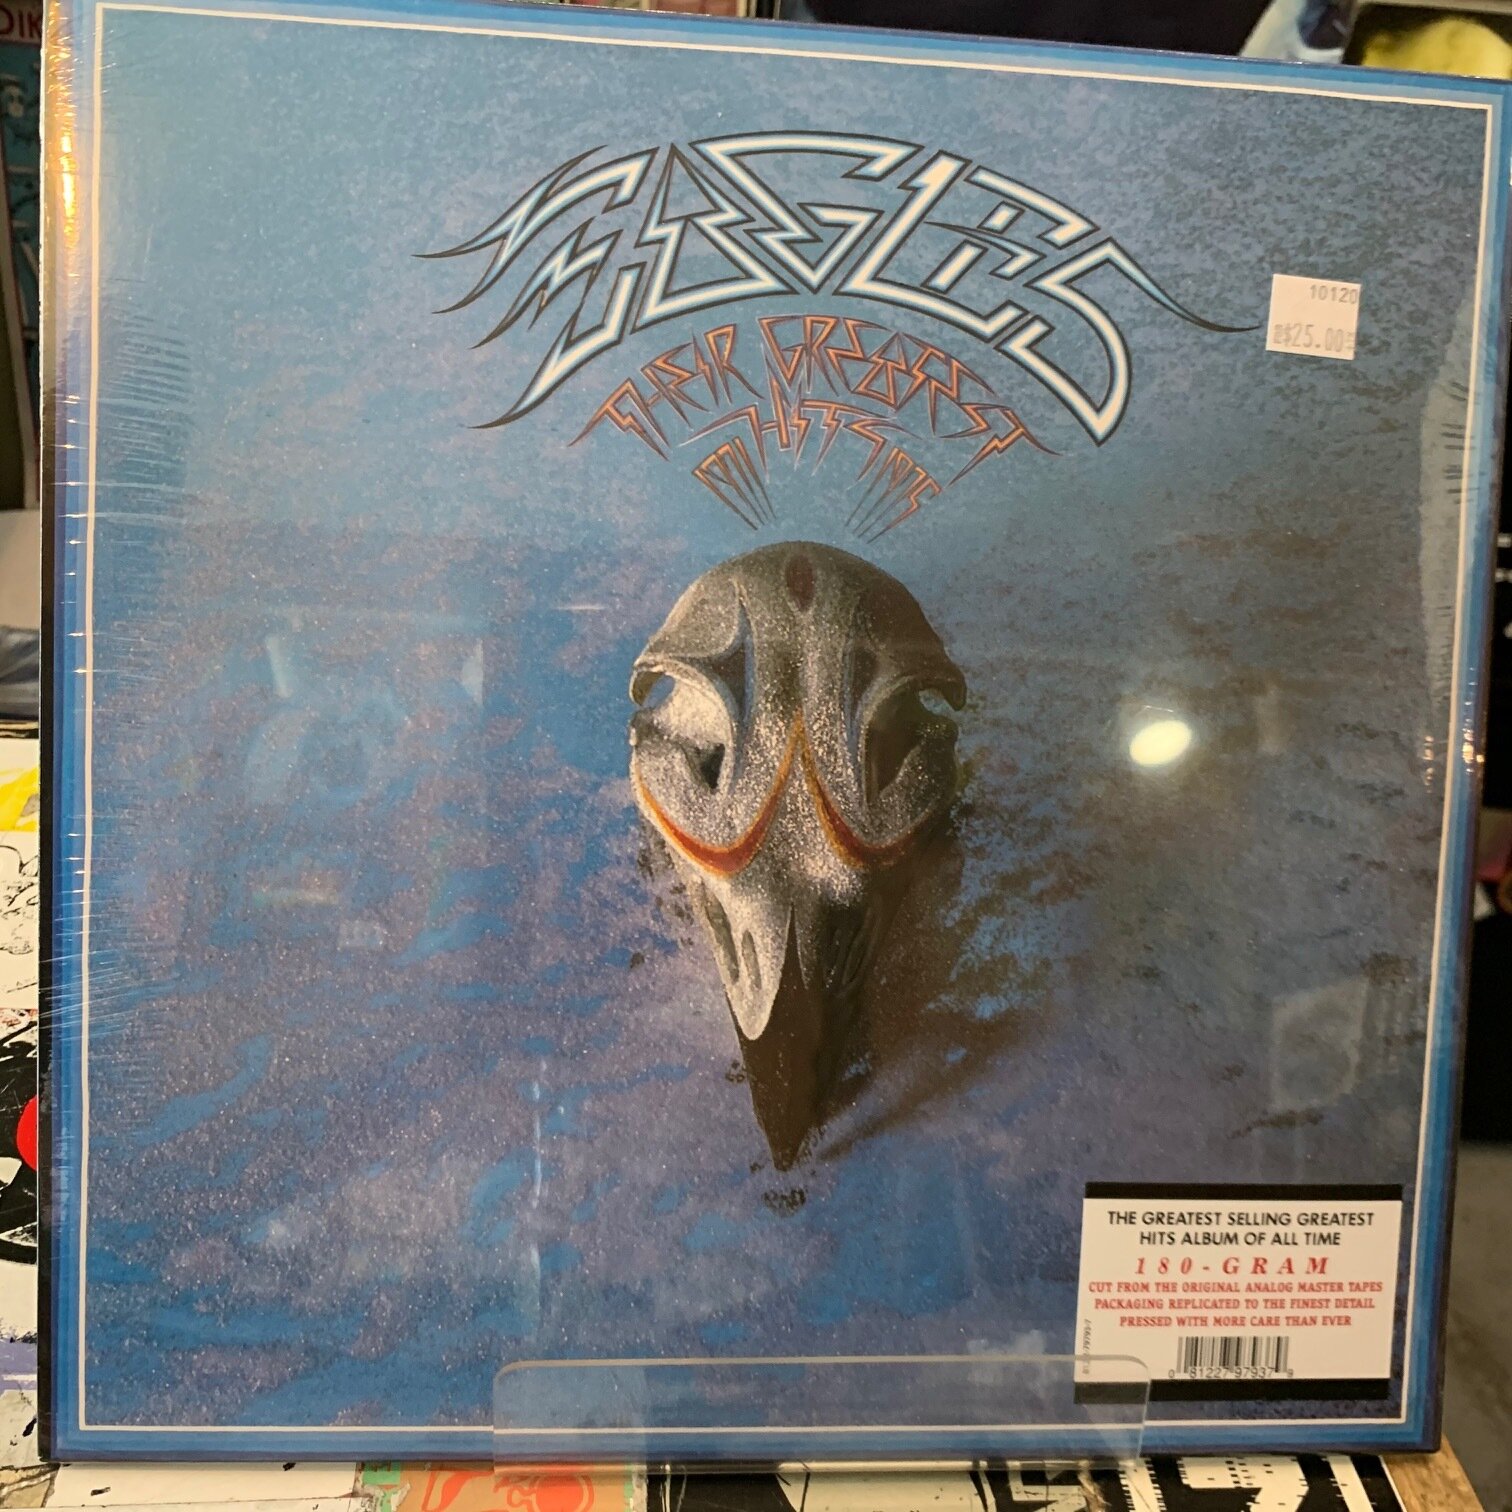 EAGLES
THEIR GREATEST
HITS
1971 1975
10120
$25.00
THE GREATEST SELLING GREATEST
HITS ALBUM OF ALL TIME
180-GRAM
CUT FROM THE ORIGINAL ANALOG MASTER TAPES
PACKAGING REPLICATED TO THE FINEST DETAIL
PRESSED WITH MORE CARE THAN EVER
0 81227 97937 9